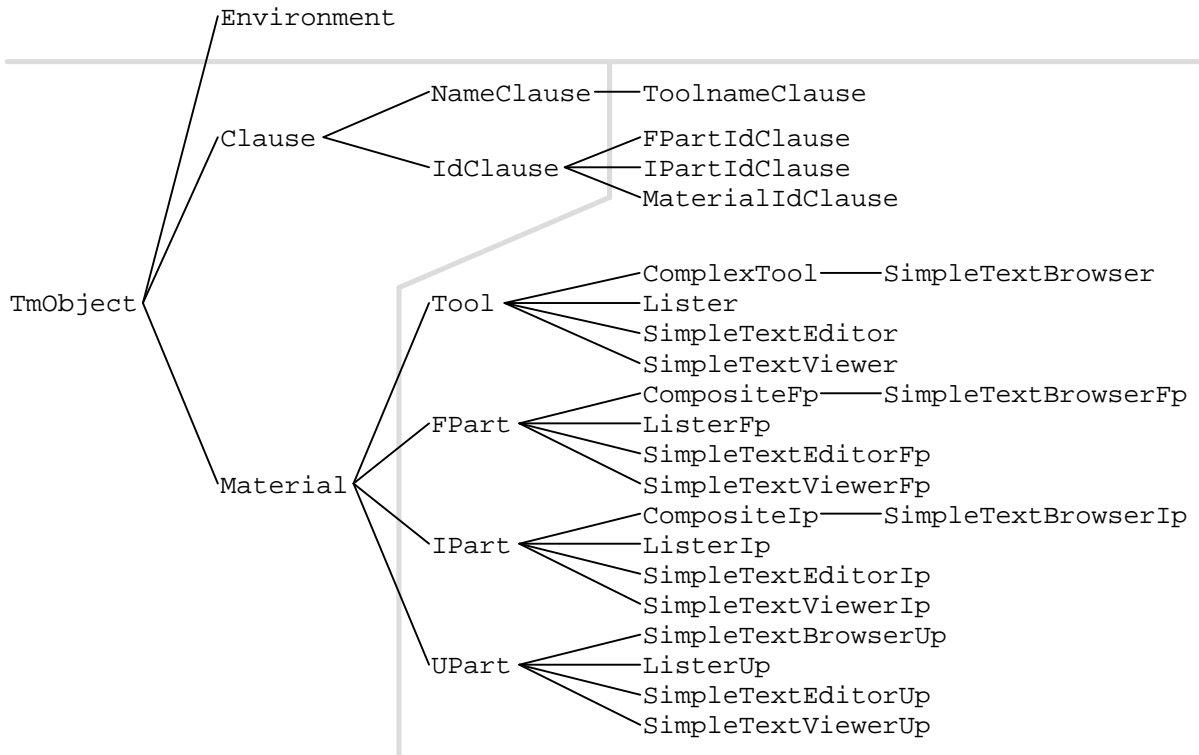 Environment
NameClause ToolnameClause
Clause FPartIdClause
IdClause IPartIdClause
MaterialIdClause
ComplexTool SimpleTextBrowser
TmObject Tool Lister
SimpleTextEditor
SimpleTextViewer
CompositeFp SimpleTextBrowserFp
FPart ListerFp
SimpleTextEditorFp
Material SimpleTextViewerFp
CompositeIp SimpleTextBrowserIp
IPart ListerIp
SimpleTextEditorIp
SimpleTextViewerIp
SimpleTextBrowserUp
UPart ListerUp
SimpleTextEditorUp
SimpleTextViewerUp